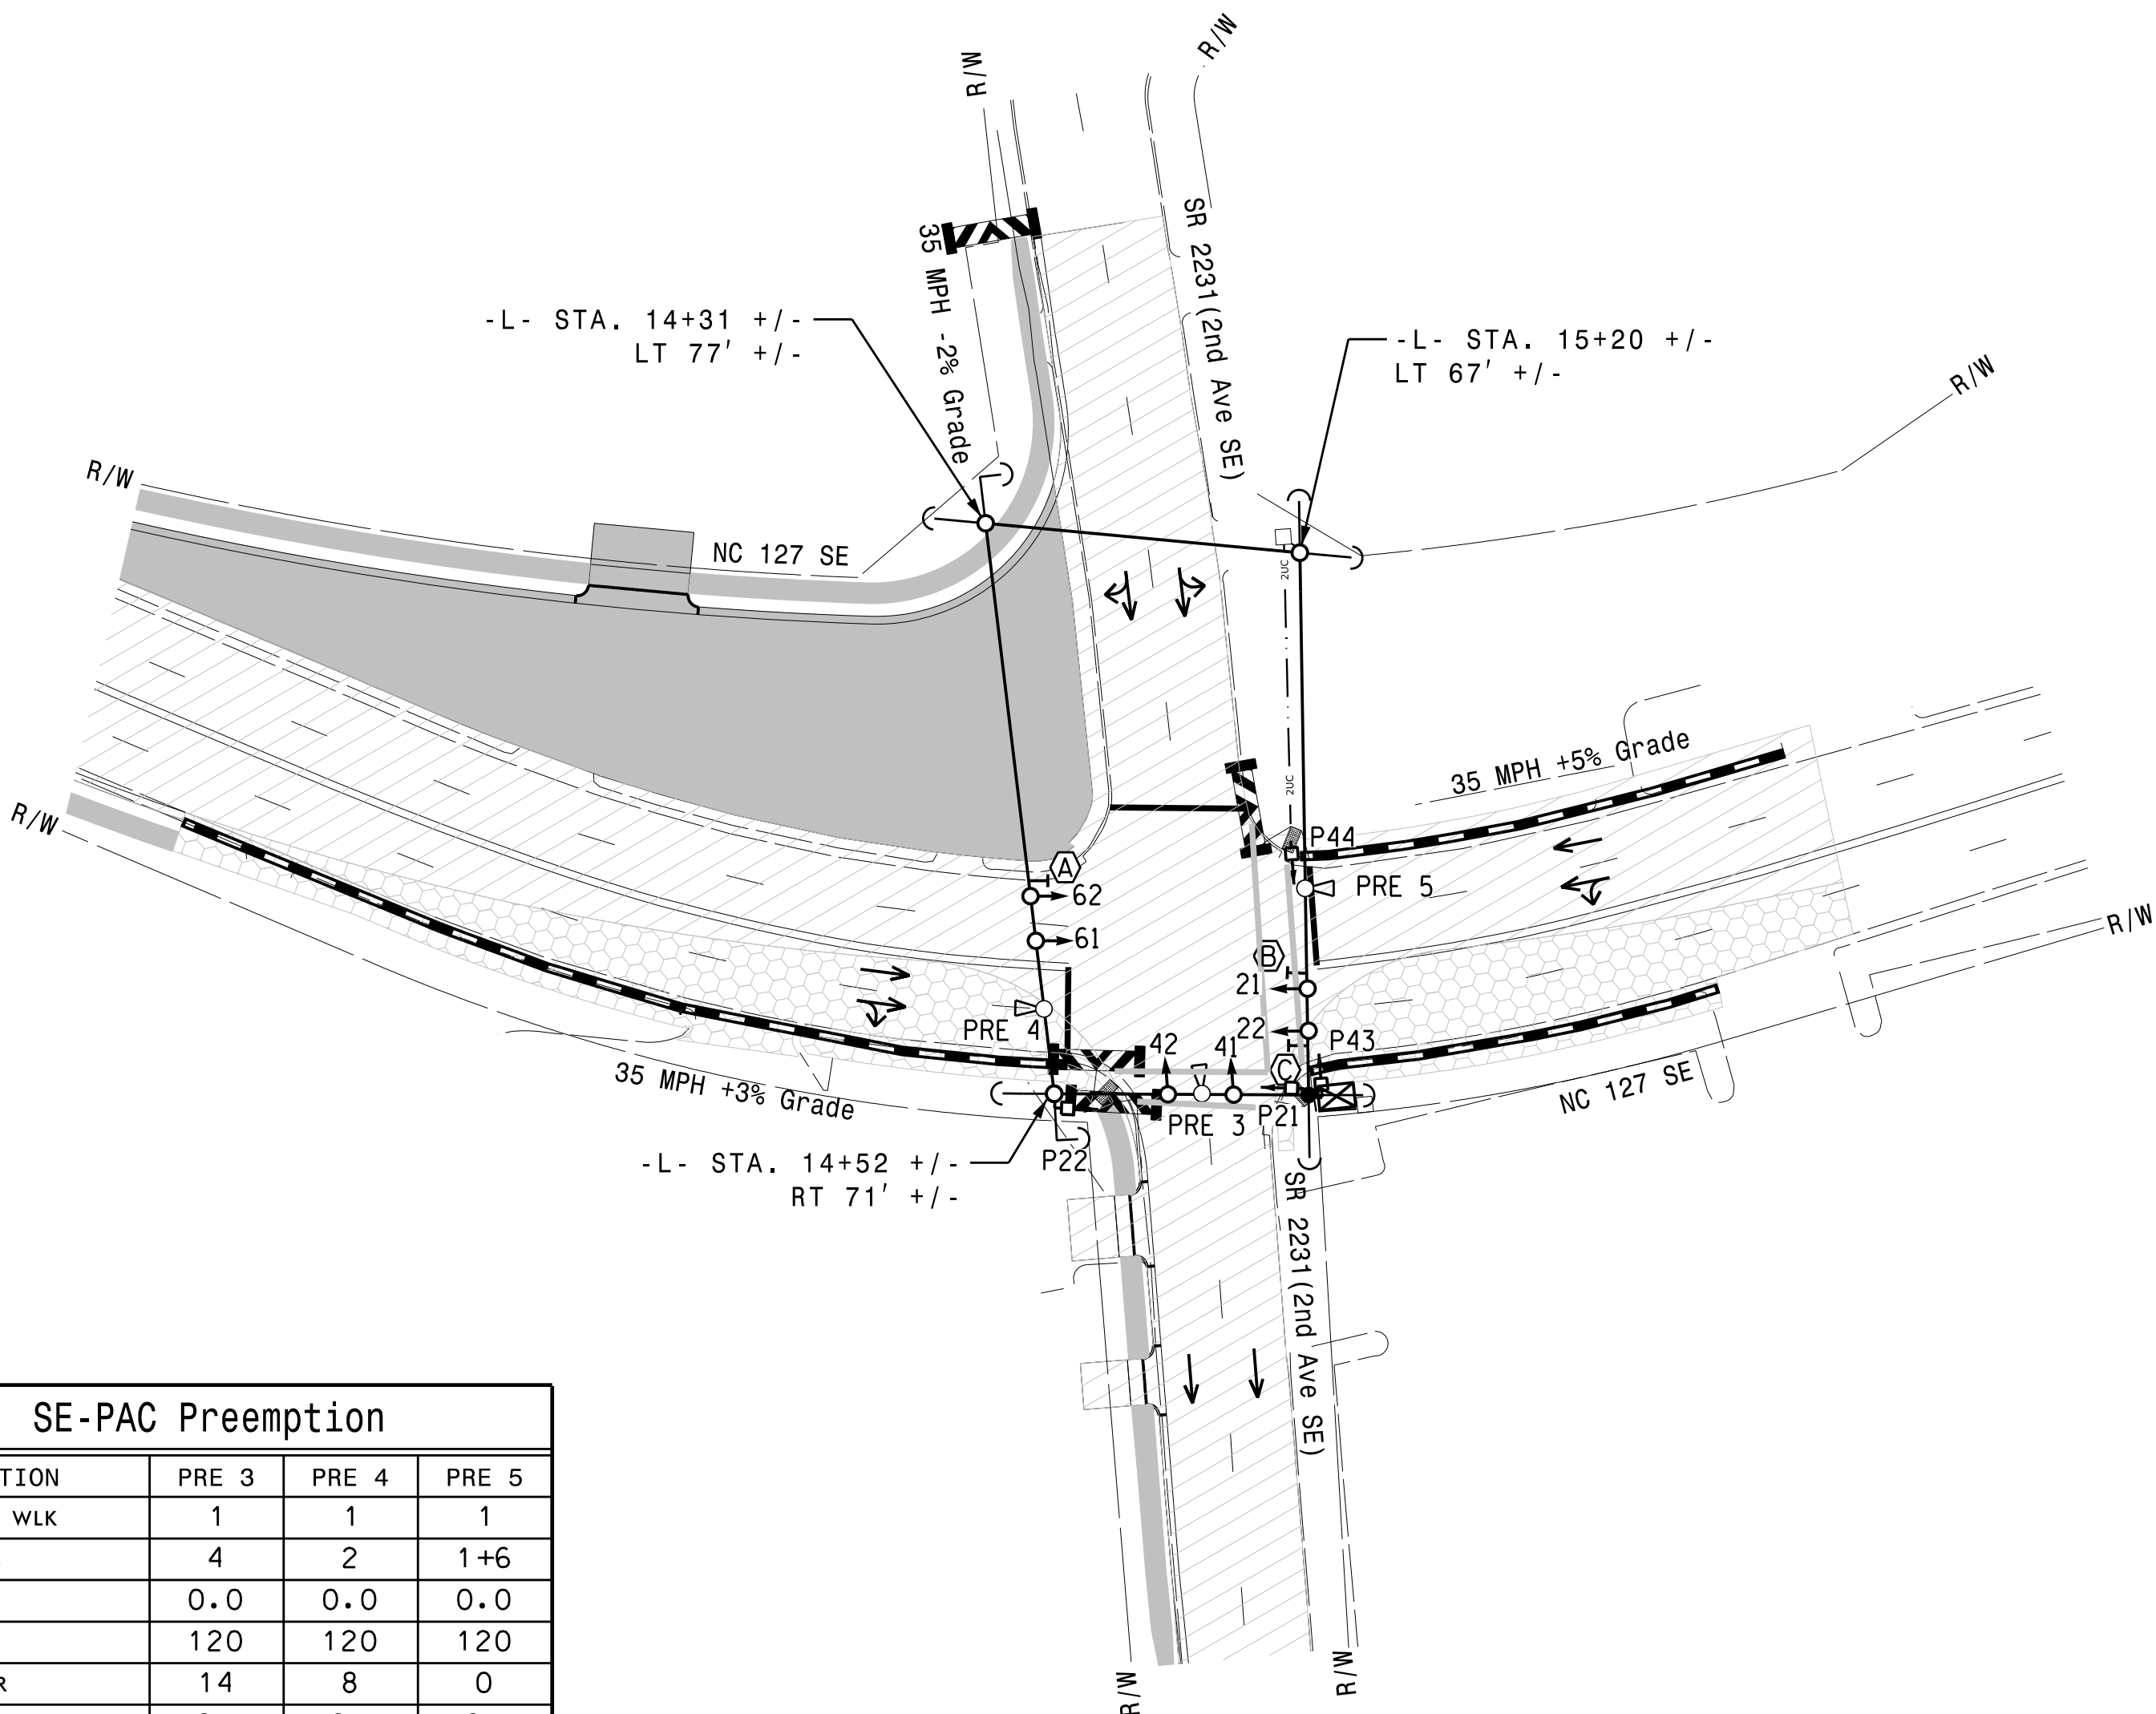 R/W
R/W
SR 2231(2nd Ave SE)
35 MPH -2% Grade
-L- STA. 14+31 +/-
LT 77' +/-
-L- STA. 15+20 +/-
LT 67' +/-
R/W
R/W
NC 127 SE
2UC
2UC
35 MPH +5% Grade
R/W
P44
A
PRE 5
62
R/W
61
B
21
22
PRE 4
P43
42
41
C
35 MPH +3% Grade
NC 127 SE
PRE 3
P21
P22
-L- STA. 14+52 +/-
RT 71' +/-
SR 2231(2nd Ave SE)
R/W
R/W
SE-PAC Preemption
TION PRE 3 PRE 4 PRE 5
WLK 1 1 1
4 2 1+6
0.0 0.0 0.0
120 120 120
R 14 8 0